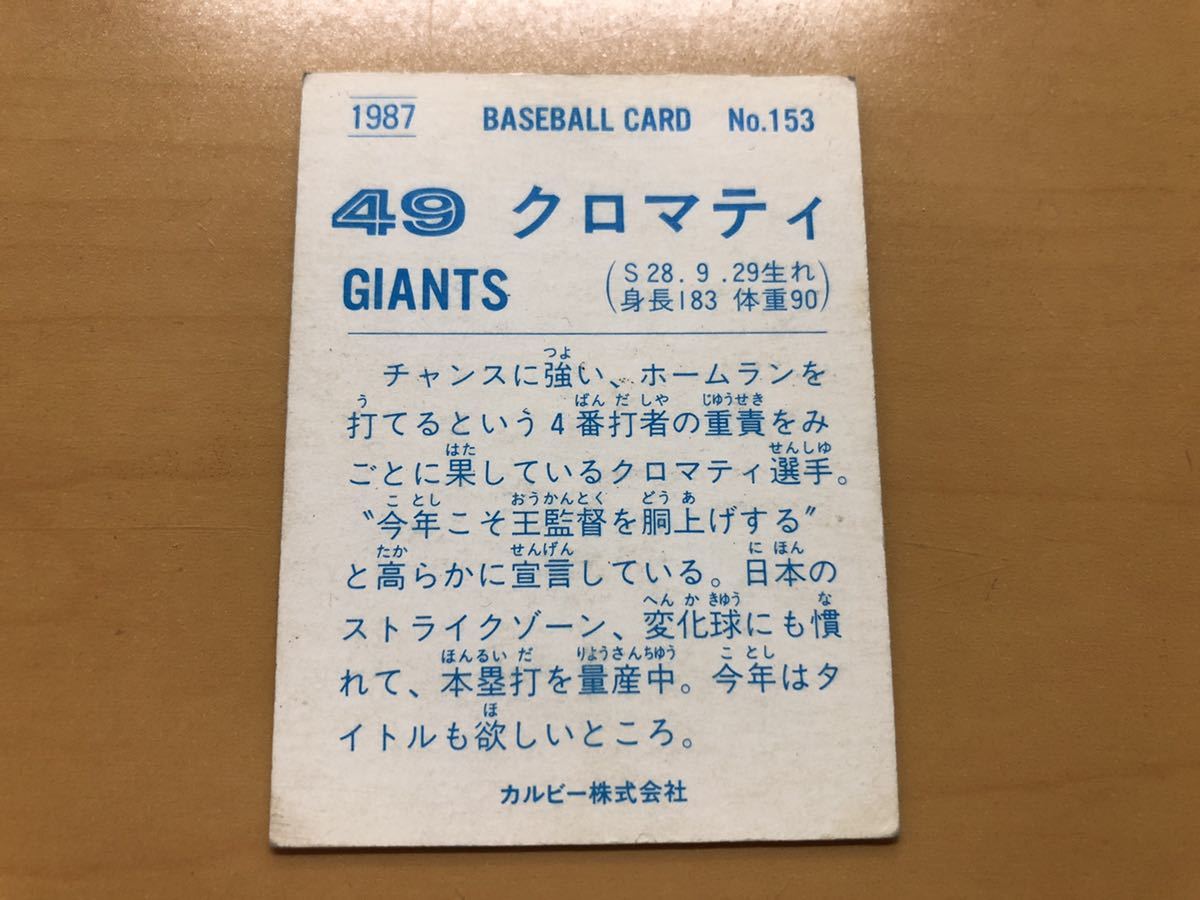 1987 BASEBALL CARD No.153
49 クロマティ
GIANTS
(S28.9.29生れ
身長183 体重90)
つよ
チャンスに強い、ホームランを
う ばんだしや じゆうせき
打てるという4番打者の重責をみ
はた せんしゆ
ごとに果しているクロマティ選手。
ことし おうかんとく どうあ
〝今年こそ王監督を胴上げする〟
たか せんげん にほん
と高らかに宣言している。日本の
へんかきゆう な
ストライクゾーン、変化球にも慣
ほんるいだ りようさんちゆう ことし
れて、本塁打を量産中。今年はタ
ほ
イトルも欲しいところ。
カルビー株式会社